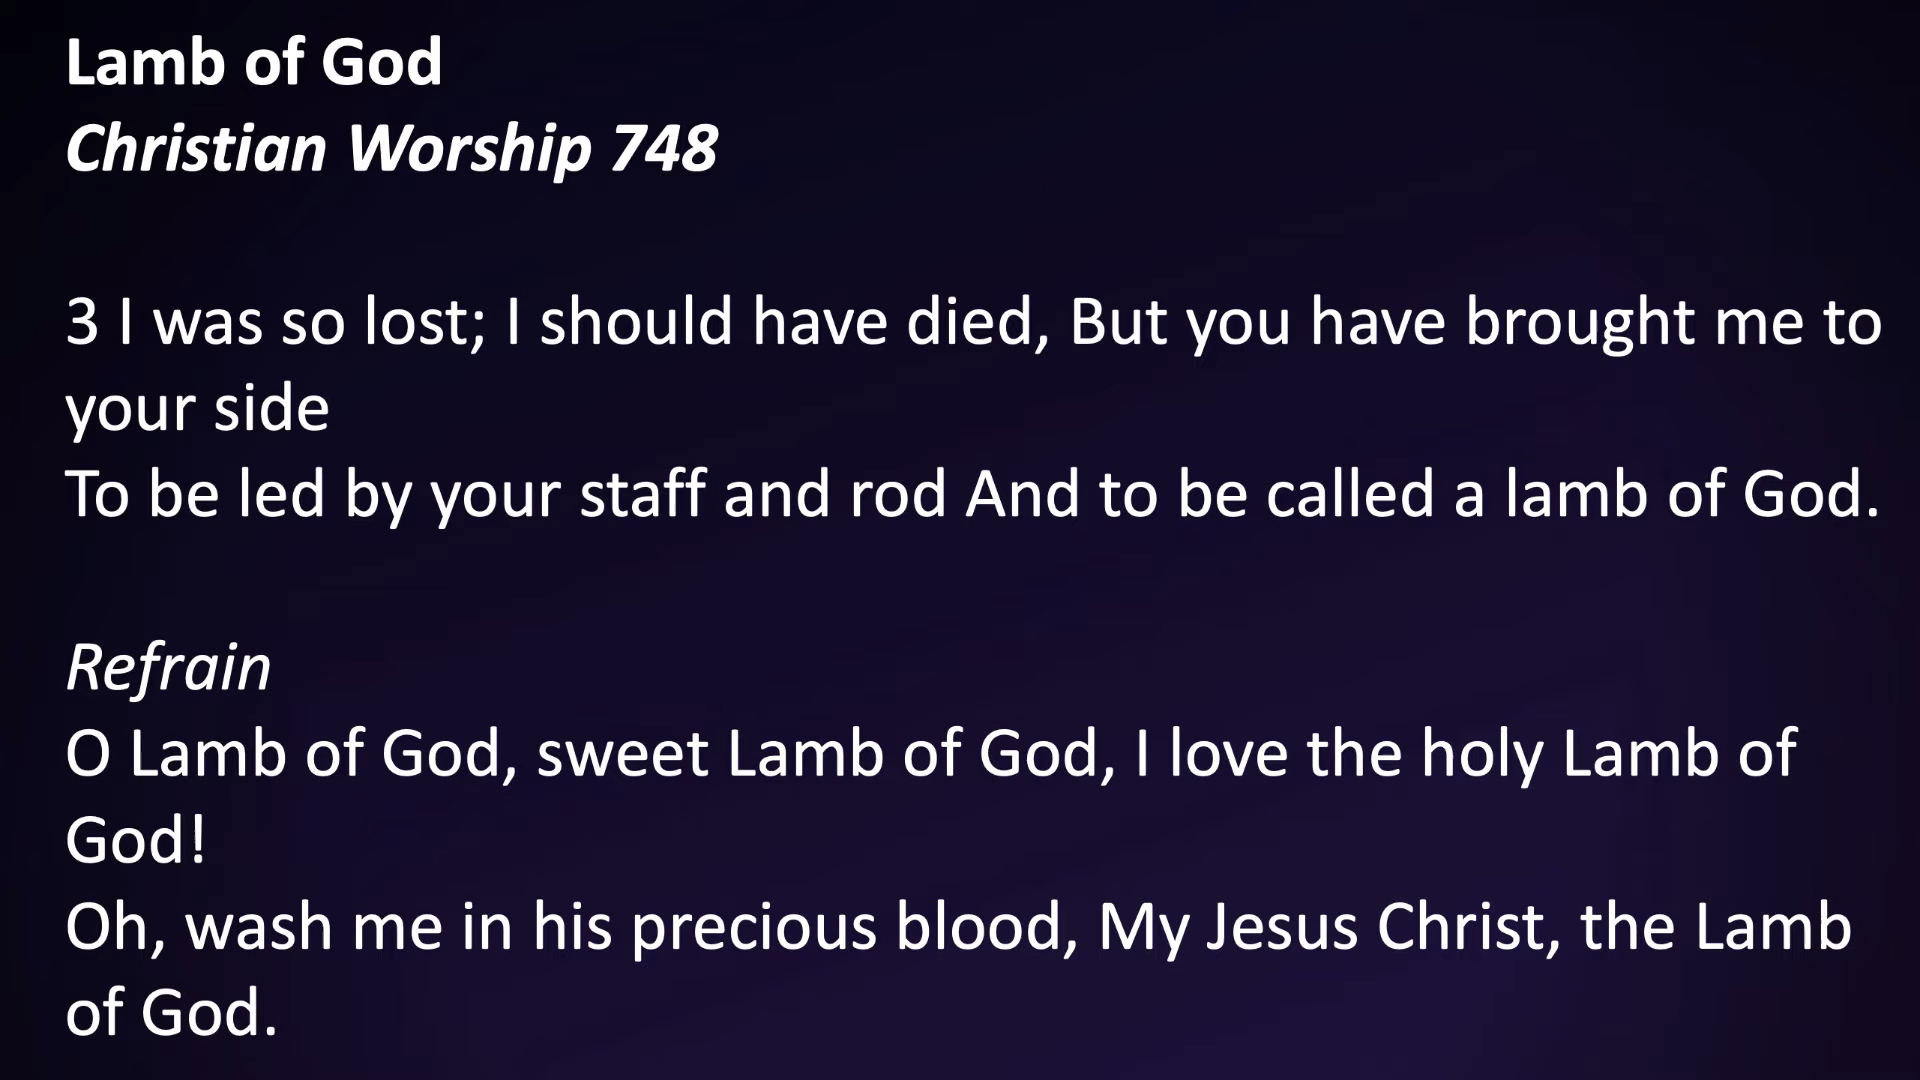 Lamb of God
Christian Worship 748
3 I was so lost; I should have died, But you have brought me to
your side
To be led by your staff and rod And to be called a lamb of God.
Refrain
O Lamb of God, sweet Lamb of God, I love the holy Lamb of
God!
Oh, wash me in his precious blood, My Jesus Christ, the Lamb
of God.